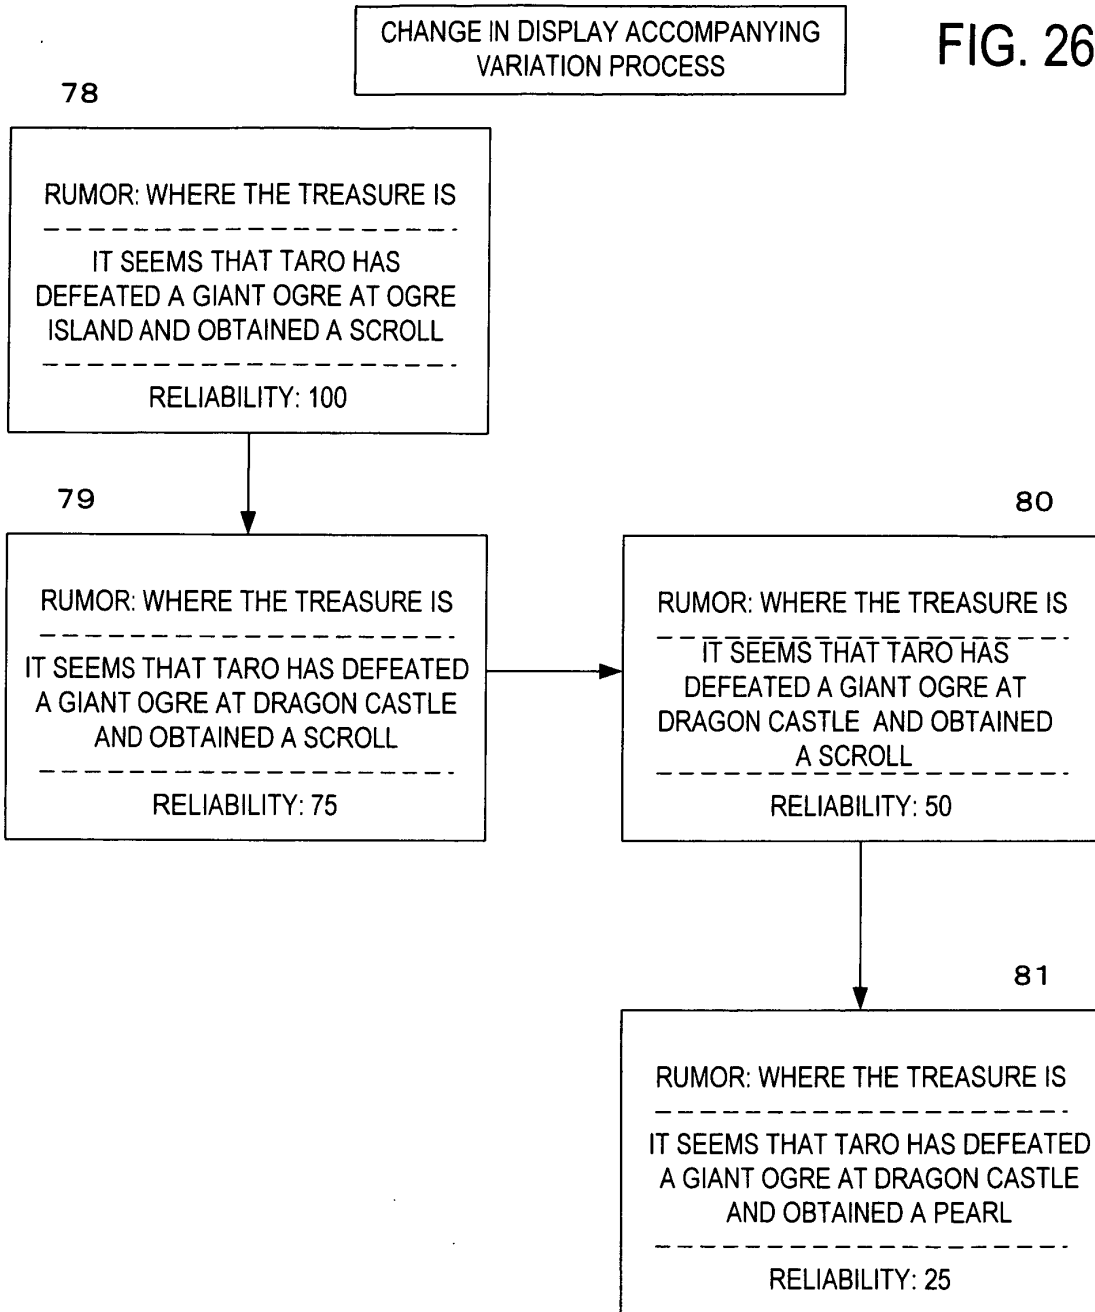 CHANGE IN DISPLAY ACCOMPANYING
VARIATION PROCESS
FIG. 26
78
RUMOR: WHERE THE TREASURE IS
IT SEEMS THAT TARO HAS
DEFEATED A GIANT OGRE AT OGRE
ISLAND AND OBTAINED A SCROLL
RELIABILITY: 100
79
RUMOR: WHERE THE TREASURE IS
IT SEEMS THAT TARO HAS DEFEATED
A GIANT OGRE AT DRAGON CASTLE
AND OBTAINED A SCROLL
RELIABILITY: 75
80
RUMOR: WHERE THE TREASURE IS
IT SEEMS THAT TARO HAS
DEFEATED A GIANT OGRE AT
DRAGON CASTLE AND OBTAINED
A SCROLL
RELIABILITY: 50
81
RUMOR: WHERE THE TREASURE IS
IT SEEMS THAT TARO HAS DEFEATED
A GIANT OGRE AT DRAGON CASTLE
AND OBTAINED A PEARL
RELIABILITY: 25